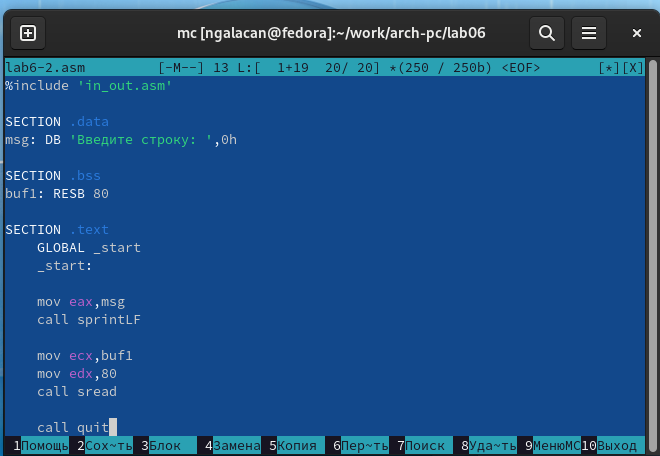 mc [ngalacan@fedora]:~/work/arch-pc/lab06
lab6-2.asm [-M--] 13 L:[ 1+19 20/ 20] *(250 / 250b) <EOF> [*][X]
%include 'in_out.asm'
SECTION .data
msg: DB 'Введите строку: ',0h
SECTION .bss
buf1: RESB 80
SECTION .text
GLOBAL _start
_start:
mov eax,msg
call sprintLF
mov ecx,buf1
mov edx,80
call sread
call quit
1Помощь 2Сох~ть 3Блок 4Замена 5Копия 6Пер~ть 7Поиск 8Уда~ть 9МенюMC 10Выход